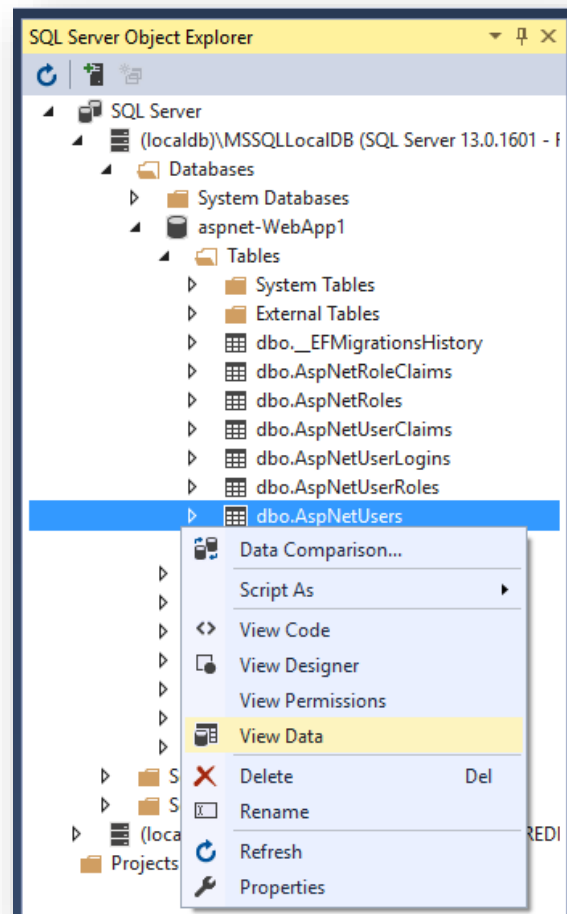 SQL Server Object Explorer
SQL Server
(localdb)\MSSQLLocalDB (SQL Server 13.0.1601 - F
Databases
System Databases
aspnet-WebApp1
Tables
System Tables
External Tables
dbo.__EFMigrationsHistory
dbo.AspNetRoleClaims
dbo.AspNetRoles
dbo.AspNetUserClaims
dbo.AspNetUserLogins
dbo.AspNetUserRoles
dbo.AspNetUsers
Data Comparison...
Script As
View Code
View Designer
View Permissions
View Data
S
Delete Del
S
Rename
(loca
REDI
Refresh
Projects
Properties